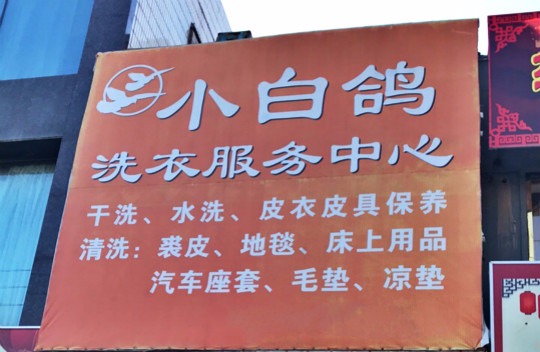 小白鸽
洗衣服务中心
干洗、水洗、皮衣皮具保养
清洗：裘皮、地毯、床上用品
汽车座套、毛垫、凉垫